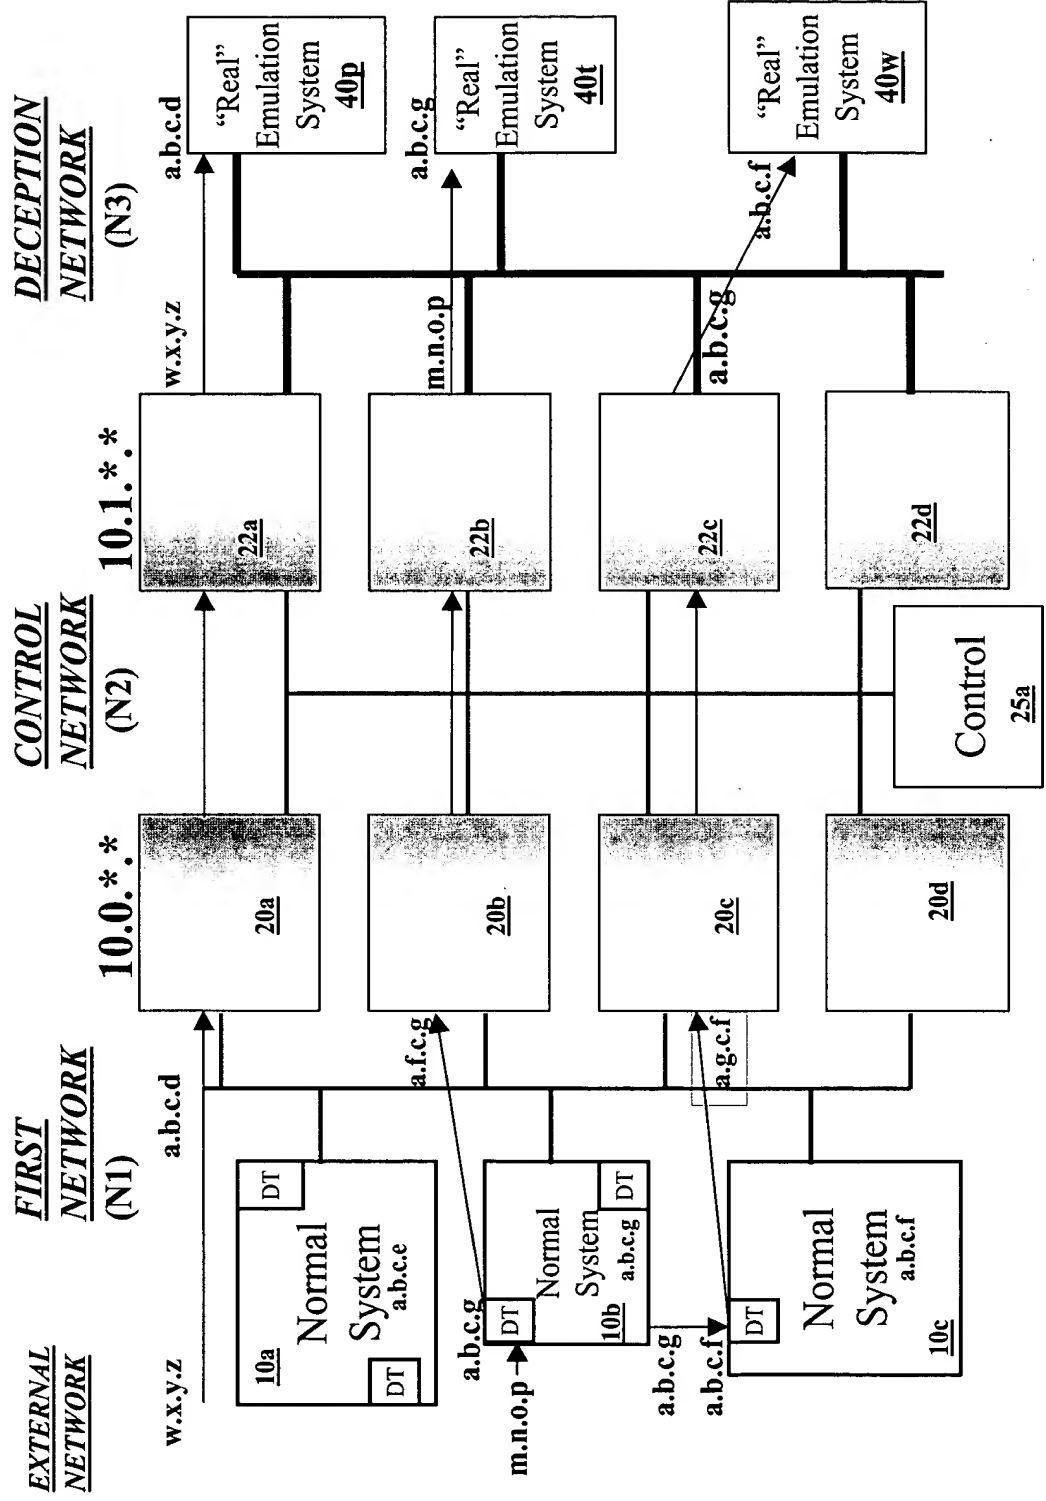 EXTERNAL
NETWORK
FIRST
NETWORK
(N1)
CONTROL
NETWORK
(N2)
DECEPTION
NETWORK
(N3)
10.0.*.*
10.1.*.*
w.x.y.z
a.b.c.d
w.x.y.z
a.b.c.d
10a
DT
Normal
System
a.b.c.e
DT
20a
22a
"Real"
Emulation
System
40p
a.b.c.g
m.n.o.p
DT
Normal
System
a.b.c.g
10b
DT
a.f.c.g
20b
22b
m.n.o.p
a.b.c.g
"Real"
Emulation
System
40t
a.b.c.g
a.b.c.f
DT
Normal
System
a.b.c.f
10c
a.g.c.f
20c
22c
a.b.c.g
a.b.c.f
"Real"
Emulation
System
40w
20d
22d
Control
25a